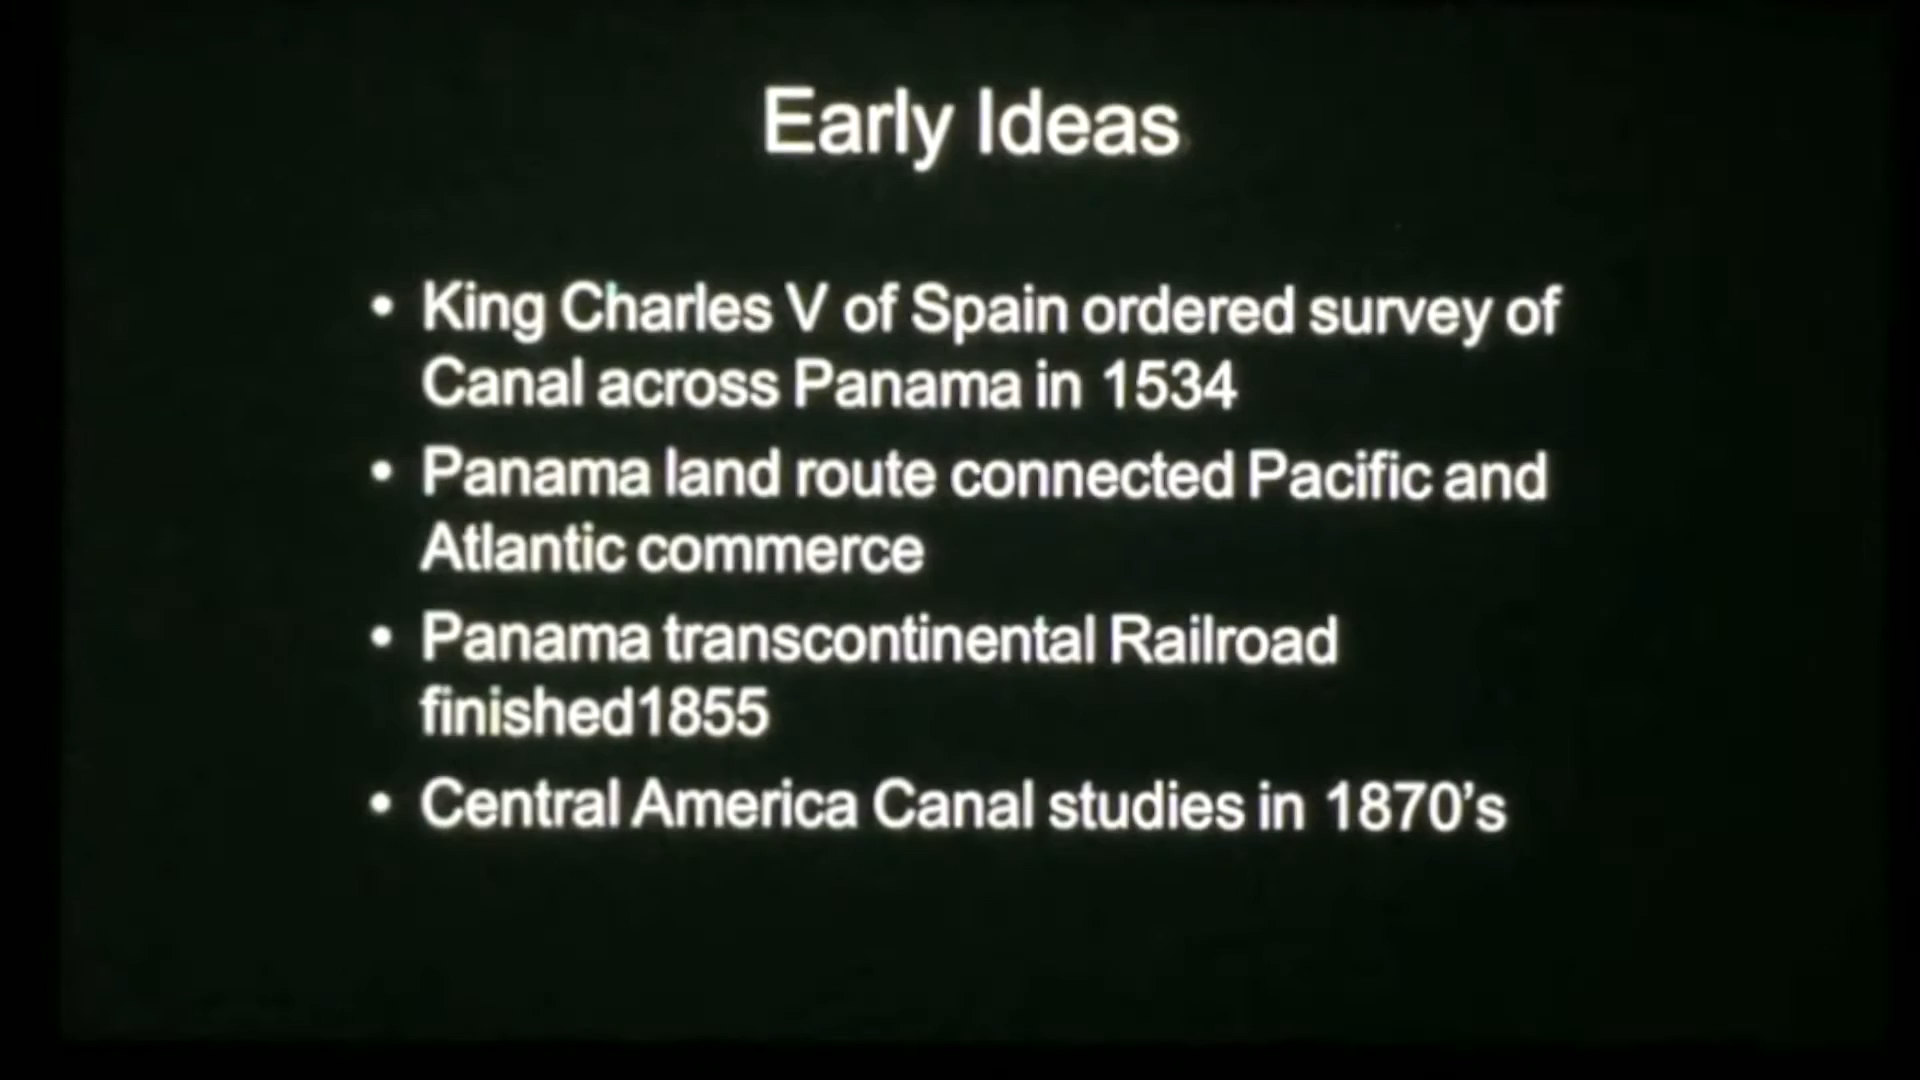 Early Ideas
• King Charles V of Spain ordered survey of
Canal across Panama in 1534
• Panama land route connected Pacific and
Atlantic commerce
• Panama transcontinental Railroad
finished1855
• Central America Canal studies in 1870's